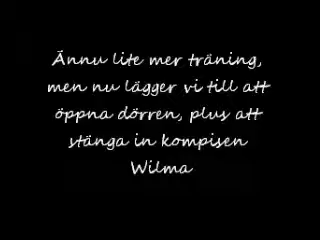 Ännu lite mer träning,
men nu lägger vi till att
öppna dörren, plus att
stänga in kompisen
Wilma